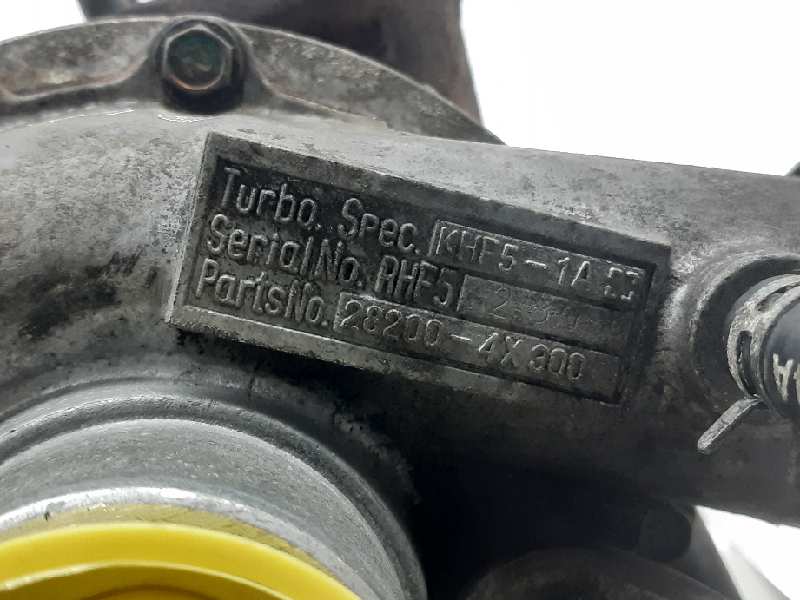 Turbo. Spec. KHF5-1A
Serial No. RHF5
Parts No. 28200-4X300